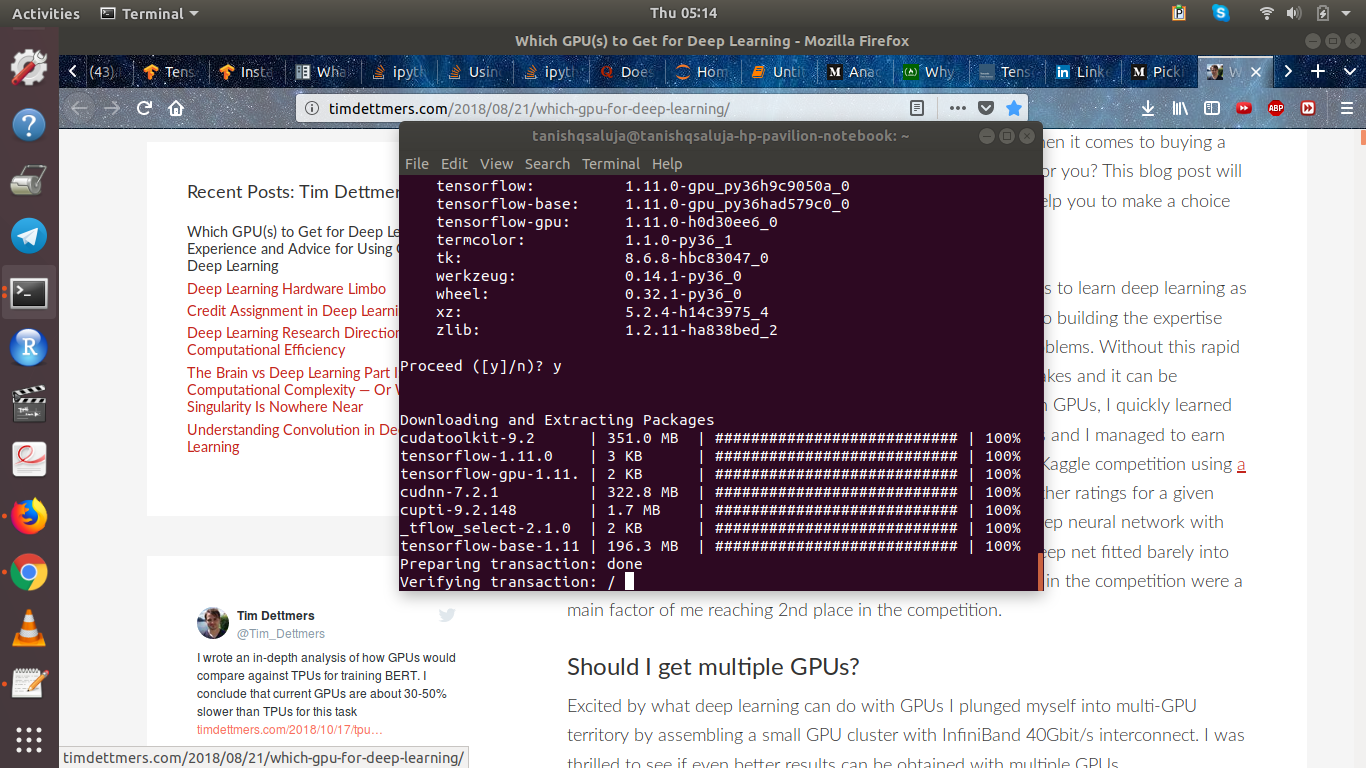 Activities
Terminal
Thu 05:14
Which GPU(s) to Get for Deep Learning - Mozilla Firefox
(43)
Tens
Insta
Wha
ipyt
Usin
ipyt
Does
Hom
Unti
Anac
Why
Tens
Linke
Picki
W
timdettmers.com/2018/08/21/which-gpu-for-deep-learning/
ABP
tanishqsaluja@tanishqsaluja-hp-pavilion-notebook: ~
File Edit View Search Terminal Help
tensorflow: 1.11.0-gpu_py36h9c9050a_0
tensorflow-base: 1.11.0-gpu_py36had579c0_0
tensorflow-gpu: 1.11.0-h0d30ee6_0
termcolor: 1.1.0-py36_1
tk: 8.6.8-hbc83047_0
werkzeug: 0.14.1-py36_0
wheel: 0.32.1-py36_0
xz: 5.2.4-h14c3975_4
zlib: 1.2.11-ha838bed_2
Proceed ([y]/n)? y
Downloading and Extracting Packages
cudatoolkit-9.2 | 351.0 MB | ########################### | 100%
tensorflow-1.11.0 | 3 KB | ########################### | 100%
tensorflow-gpu-1.11. | 2 KB | ########################### | 100%
cudnn-7.2.1 | 322.8 MB | ########################### | 100%
cupti-9.2.148 | 1.7 MB | ########################### | 100%
_tflow_select-2.1.0 | 2 KB | ########################### | 100%
tensorflow-base-1.11 | 196.3 MB | ########################### | 100%
Preparing transaction: done
Verifying transaction: /
Recent Posts: Tim Dettmer
Which GPU(s) to Get for Deep Le
Experience and Advice for Using
Deep Learning
Deep Learning Hardware Limbo
Credit Assignment in Deep Learni
Deep Learning Research Direction
Computational Efficiency
The Brain vs Deep Learning Part I
Computational Complexity — Or W
Singularity Is Nowhere Near
Understanding Convolution in De
Learning
Tim Dettmers
@Tim_Dettmers
I wrote an in-depth analysis of how GPUs would
compare against TPUs for training BERT. I
conclude that current GPUs are about 30-50%
slower than TPUs for this task
timdettmers.com/2018/10/17/tpu…
en it comes to buying a
or you? This blog post will
elp you to make a choice
s to learn deep learning as
o building the expertise
blems. Without this rapid
akes and it can be
GPUs, I quickly learned
s and I managed to earn
Kaggle competition using a
her ratings for a given
ep neural network with
eep net fitted barely into
in the competition were a
main factor of me reaching 2nd place in the competition.
Should I get multiple GPUs?
Excited by what deep learning can do with GPUs I plunged myself into multi-GPU
territory by assembling a small GPU cluster with InfiniBand 40Gbit/s interconnect. I was
thrilled to see if even better results can be obtained with multiple GPUs.
timdettmers.com/2018/08/21/which-gpu-for-deep-learning/